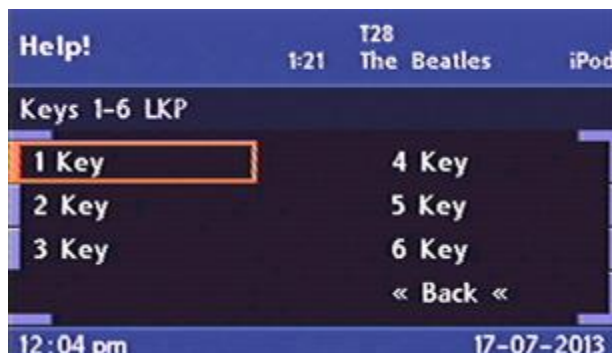 Help!
T28
1:21 The Beatles iPod
Keys 1-6 LKP
1 Key 4 Key
2 Key 5 Key
3 Key 6 Key
« Back «
12:04 pm 17-07-2013